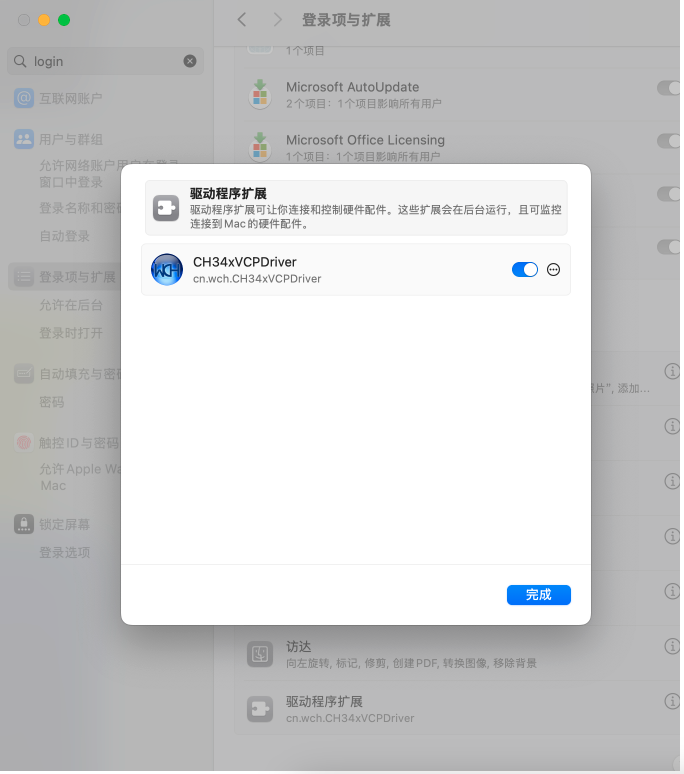 登录项与扩展
login
1个项目
互联网账户
Microsoft AutoUpdate
2个项目：1个项目影响所有用户
用户与群组
Microsoft Office Licensing
1个项目：1个项目影响所有用户
允许网络账户用户在登录
窗口中登录
登录名称和密码
自动登录
登录项与扩展
允许在后台
登录时打开
自动填充与密码
密码
触控 ID 与密码
允许 Apple Wa
Mac
锁定屏幕
登录选项
驱动程序扩展
驱动程序扩展可让你连接和控制硬件配件。这些扩展会在后台运行，且可监控
连接到 Mac 的硬件配件。
WCH
CH34xVCPDriver
cn.wch.CH34xVCPDriver
片”, 添加...
完成
访达
向左旋转, 标记, 修剪, 创建 PDF, 转换图像, 移除背景
驱动程序扩展
cn.wch.CH34xVCPDriver